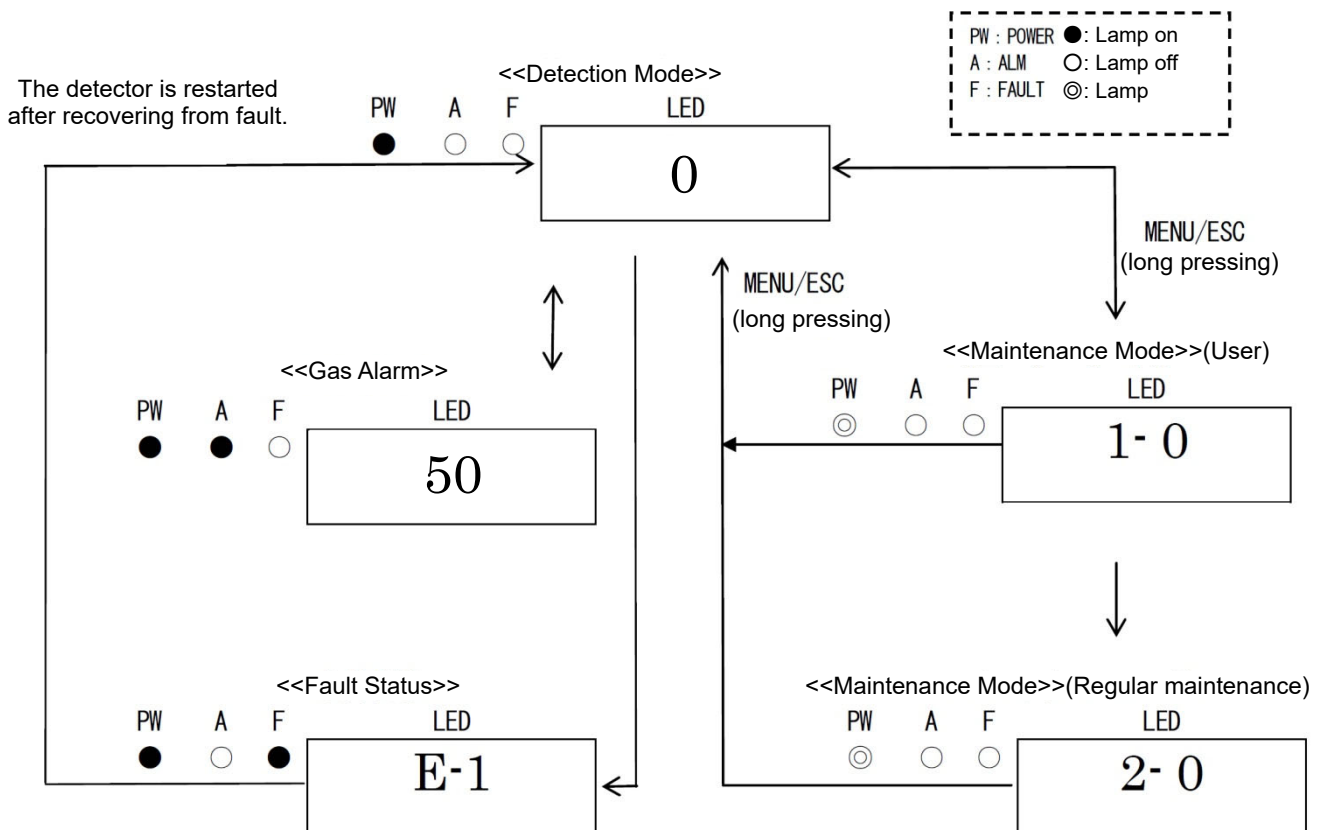 PW : POWER ●: Lamp on
A : ALM ○: Lamp off
F : FAULT ◎: Lamp
The detector is restarted
after recovering from fault.
<<Detection Mode>>
PW A F LED
0
MENU/ESC
(long pressing)
MENU/ESC
(long pressing)
<<Gas Alarm>>
PW A F LED
50
<<Maintenance Mode>>(User)
PW A F LED
1- 0
<<Fault Status>>
PW A F LED
E-1
<<Maintenance Mode>>(Regular maintenance)
PW A F LED
2- 0